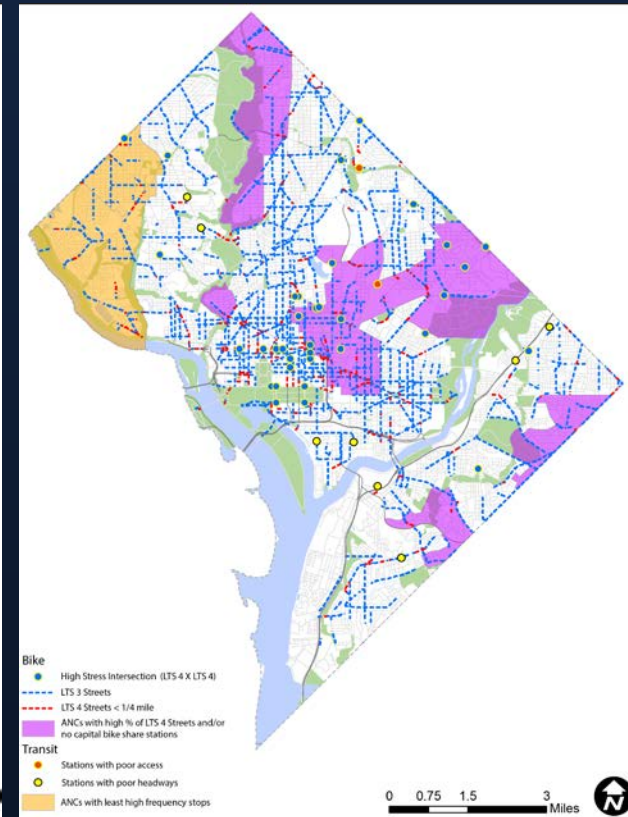 Bike
High Stress Intersection (LTS 4 X LTS 4)
LTS 3 Streets
LTS 4 Streets < 1/4 mile
ANCs with high % of LTS 4 Streets and/or
no capital bike share stations
Transit
Stations with poor access
Stations with poor headways
ANCs with least high frequency stops
0 0.75 1.5 3
Miles
N